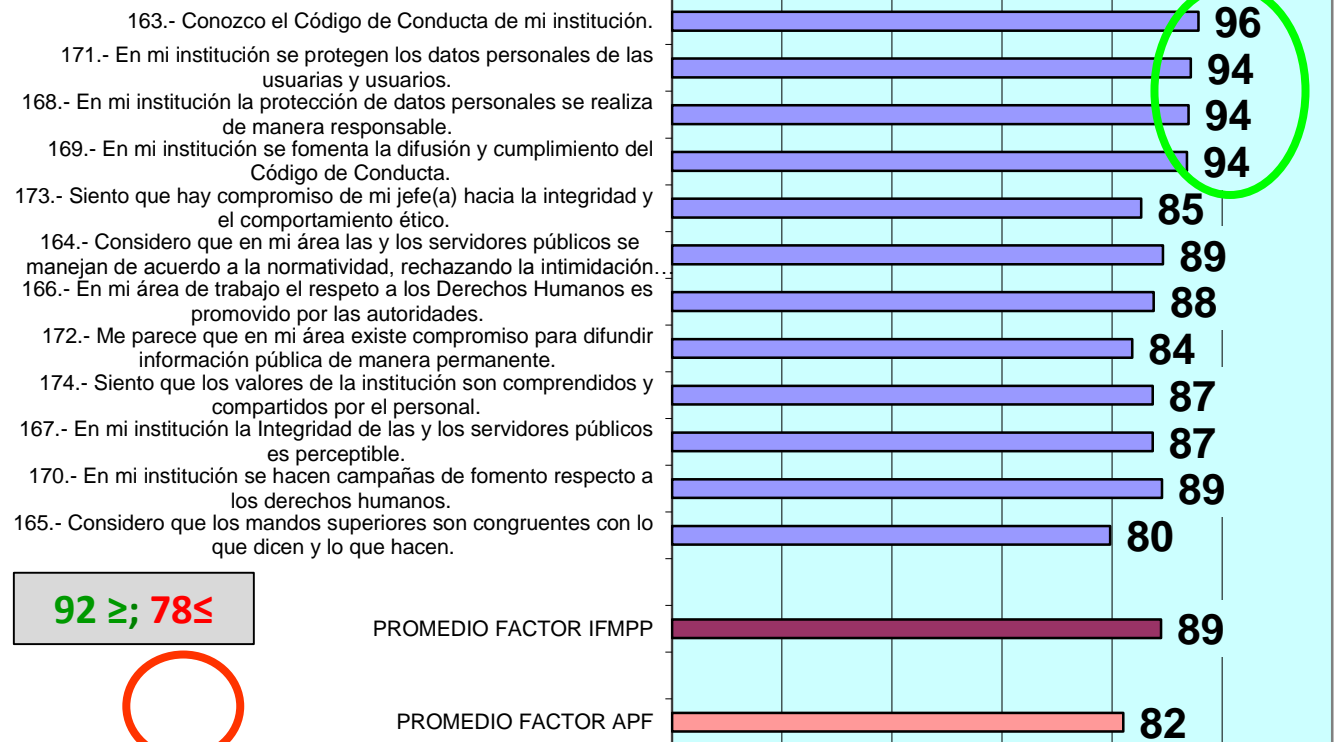 163.- Conozco el Código de Conducta de mi institución.
96
171.- En mi institución se protegen los datos personales de las
usuarias y usuarios.
94
168.- En mi institución la protección de datos personales se realiza
de manera responsable.
94
169.- En mi institución se fomenta la difusión y cumplimiento del
Código de Conducta.
94
173.- Siento que hay compromiso de mi jefe(a) hacia la integridad y
el comportamiento ético.
85
164.- Considero que en mi área las y los servidores públicos se
manejan de acuerdo a la normatividad, rechazando la intimidación…
89
166.- En mi área de trabajo el respeto a los Derechos Humanos es
promovido por las autoridades.
88
172.- Me parece que en mi área existe compromiso para difundir
información pública de manera permanente.
84
174.- Siento que los valores de la institución son comprendidos y
compartidos por el personal.
87
167.- En mi institución la Integridad de las y los servidores públicos
es perceptible.
87
170.- En mi institución se hacen campañas de fomento respecto a
los derechos humanos.
89
165.- Considero que los mandos superiores son congruentes con lo
que dicen y lo que hacen.
80
92 ≥; 78≤
PROMEDIO FACTOR IFMPP
89
PROMEDIO FACTOR APF
82